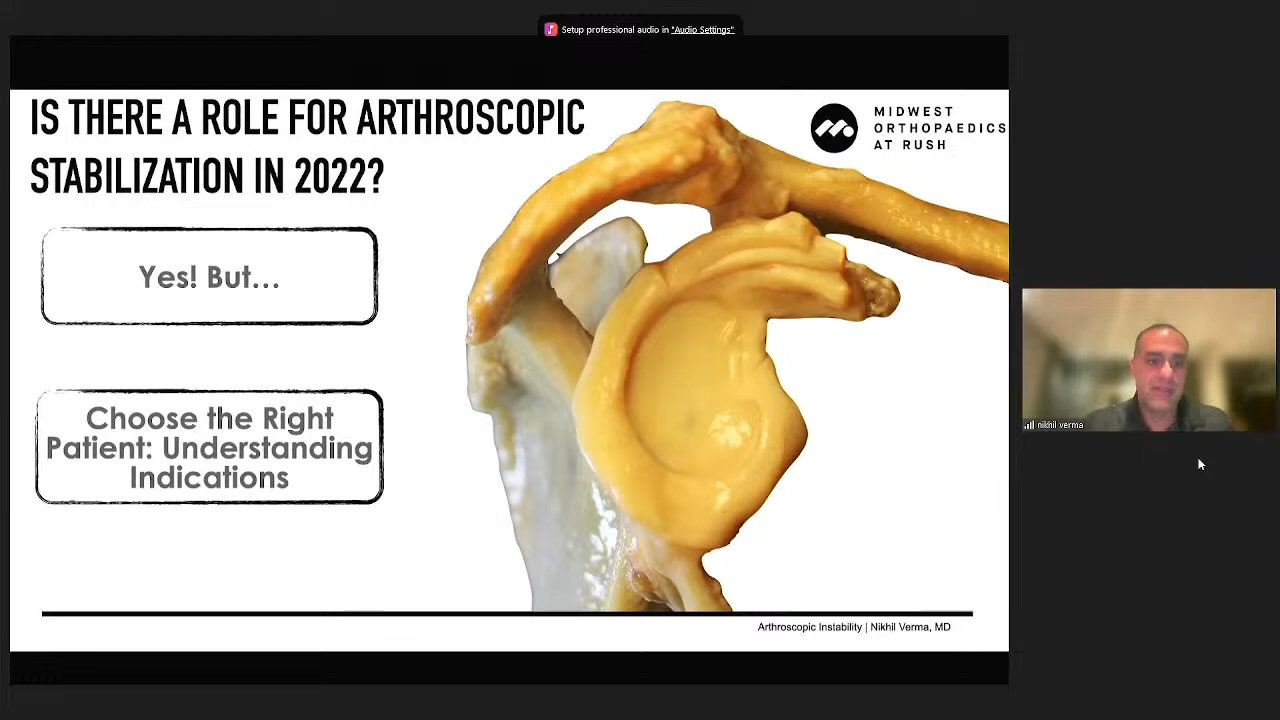 Setup professional audio in "Audio Settings"
IS THERE A ROLE FOR ARTHROSCOPIC
STABILIZATION IN 2022?
MIDWEST
ORTHOPAEDICS
AT RUSH
Yes! But...
Choose the Right
Patient: Understanding
Indications
nikhil verma
Arthroscopic Instability | Nikhil Verma, MD